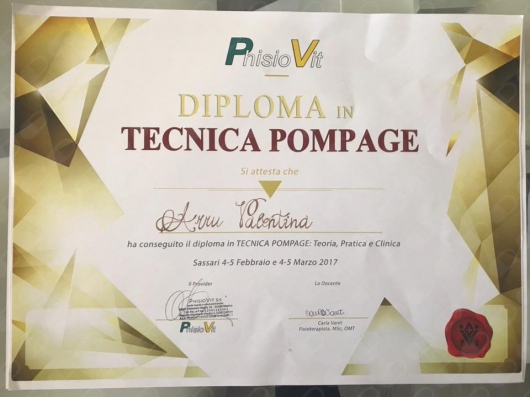 PhisioVit
DIPLOMA IN
TECNICA POMPAGE
Si attesta che
Arru Valentina
ha conseguito il diploma in TECNICA POMPAGE: Teoria, Pratica e Clinica
Sassari 4-5 Febbraio e 4-5 Marzo 2017
Il Provider
La Docente
PhisioVit
Carla Vanti
Fisioterapista, MSc, OMT